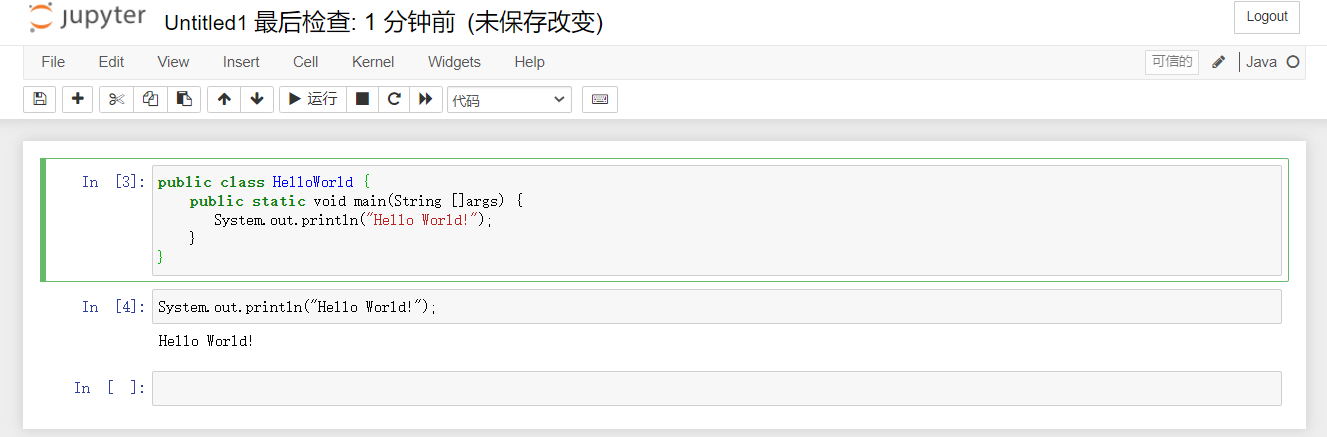 jupyter Untitled1 最后检查: 1 分钟前 (未保存改变) Logout
File Edit View Insert Cell Kernel Widgets Help 可信的 Java
运行 代码
In [3]: public class HelloWorld {
public static void main(String []args) {
System.out.println("Hello World!");
}
}
In [4]: System.out.println("Hello World!");
Hello World!
In [ ]: